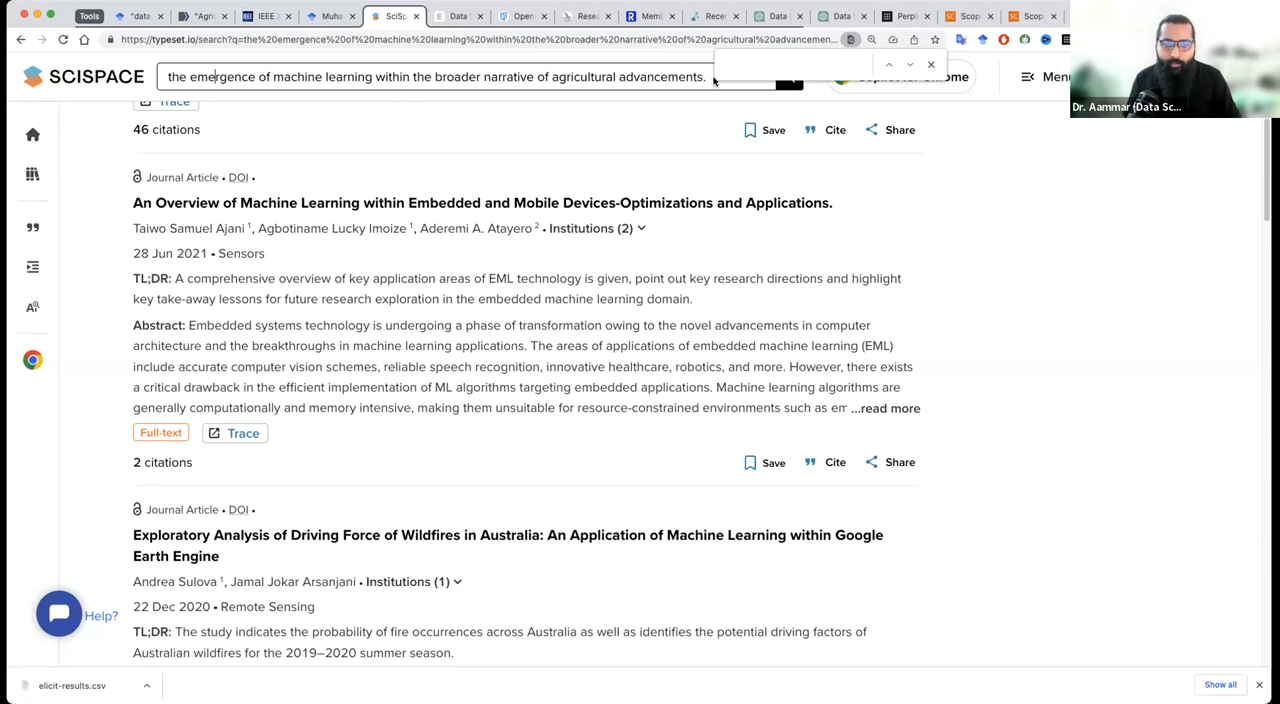 Tools
"data
"Agric
IEEE X
Muha
SciSp
Data
Open
Resea
Mem
Recen
Data
Data
Perple
Scop
Scop
https://typeset.io/search?q=the%20emergence%20of%20machine%20learning%20within%20the%20broader%20narrative%20of%20agricultural%20advancemen...
SCISPACE
the emergence of machine learning within the broader narrative of agricultural advancements.
Chrome
Menu
Dr. Aammar (Data Sc...
Trace
46 citations
Save
Cite
Share
Journal Article • DOI •
An Overview of Machine Learning within Embedded and Mobile Devices-Optimizations and Applications.
Taiwo Samuel Ajani 1, Agbotiname Lucky Imoize 1, Aderemi A. Atayero 2 • Institutions (2)
28 Jun 2021 • Sensors
TL;DR: A comprehensive overview of key application areas of EML technology is given, point out key research directions and highlight
key take-away lessons for future research exploration in the embedded machine learning domain.
Abstract: Embedded systems technology is undergoing a phase of transformation owing to the novel advancements in computer
architecture and the breakthroughs in machine learning applications. The areas of applications of embedded machine learning (EML)
include accurate computer vision schemes, reliable speech recognition, innovative healthcare, robotics, and more. However, there exists
a critical drawback in the efficient implementation of ML algorithms targeting embedded applications. Machine learning algorithms are
generally computationally and memory intensive, making them unsuitable for resource-constrained environments such as em ...read more
Full-text
Trace
2 citations
Save
Cite
Share
Journal Article • DOI •
Exploratory Analysis of Driving Force of Wildfires in Australia: An Application of Machine Learning within Google
Earth Engine
Andrea Sulova 1, Jamal Jokar Arsanjani • Institutions (1)
22 Dec 2020 • Remote Sensing
TL;DR: The study indicates the probability of fire occurrences across Australia as well as identifies the potential driving factors of
Australian wildfires for the 2019–2020 summer season.
Help?
elicit-results.csv
Show all